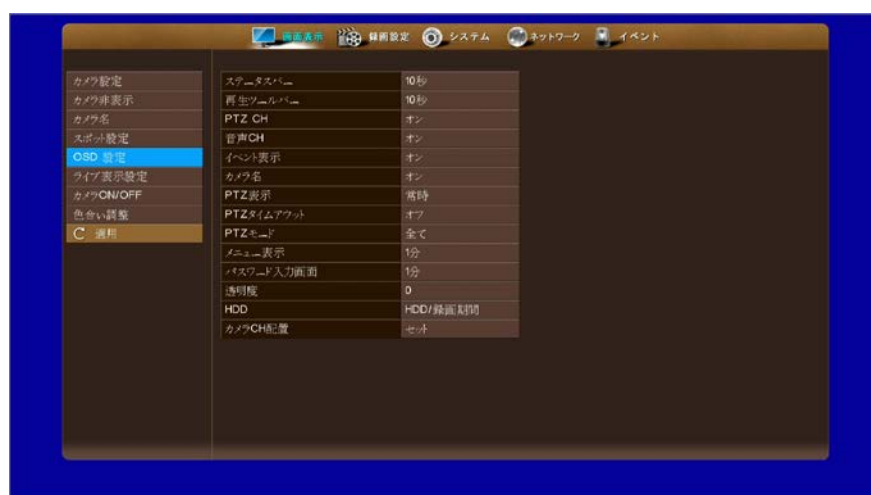 画面表示 録画設定 システム ネットワーク イベント
カメラ設定
カメラ非表示
カメラ名
スポット設定
OSD 設定
ライブ表示設定
カメラON/OFF
色合い調整
適用
ステータスバー 10秒
再生ツールバー 10秒
PTZ CH オン
音声CH オン
イベント表示 オン
カメラ名 オン
PTZ表示 常時
PTZタイムアウト オフ
PTZモード 全て
メニュー表示 1分
パスワード入力画面 1分
透明度 0
HDD HDD/録画期間
カメラCH配置 セット